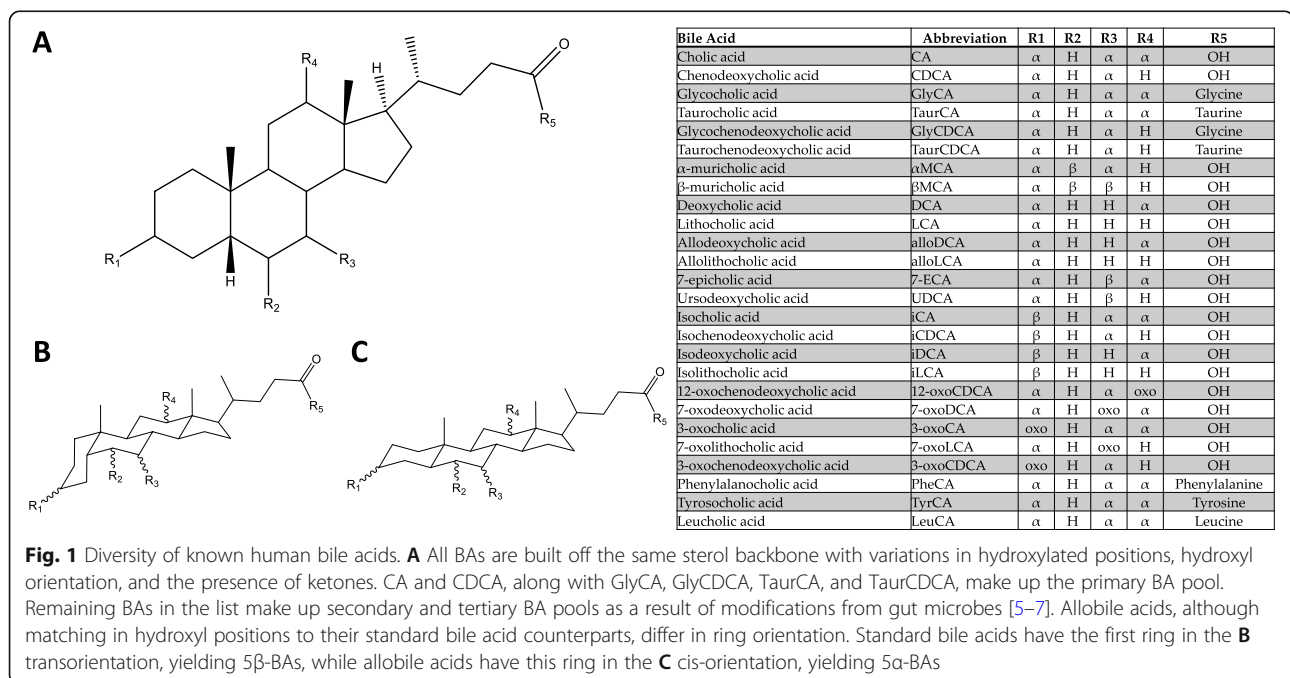 A
R4
H
O
R5
R1
H
R2
R3
B
O
R4
R5
R2
R3
R1
C
O
R4
R5
R1
R2
R3
Bile Acid Abbreviation R1 R2 R3 R4 R5
Cholic acid CA α H α α OH
Chenodeoxycholic acid CDCA α H α H OH
Glycocholic acid GlyCA α H α α Glycine
Taurocholic acid TaurCA α H α α Taurine
Glycochenodeoxycholic acid GlyCDCA α H α H Glycine
Taurochenodeoxycholic acid TaurCDCA α H α H Taurine
α-muricholic acid αMCA α β α H OH
β-muricholic acid βMCA α β β H OH
Deoxycholic acid DCA α H H α OH
Lithocholic acid LCA α H H H OH
Allodeoxycholic acid alloDCA α H H α OH
Allolithocholic acid alloLCA α H H H OH
7-epicholic acid 7-ECA α H β α OH
Ursodeoxycholic acid UDCA α H β H OH
Isocholic acid iCA β H α α OH
Isochenodeoxycholic acid iCDCA β H α H OH
Isodeoxycholic acid iDCA β H H α OH
Isolithocholic acid iLCA β H H H OH
12-oxochenodeoxycholic acid 12-oxoCDCA α H α oxo OH
7-oxodeoxycholic acid 7-oxoDCA α H oxo α OH
3-oxocholic acid 3-oxoCA oxo H α α OH
7-oxolithocholic acid 7-oxoLCA α H oxo H OH
3-oxochenodeoxycholic acid 3-oxoCDCA oxo H α H OH
Phenylalanocholic acid PheCA α H α α Phenylalanine
Tyrosocholic acid TyrCA α H α α Tyrosine
Leucholic acid LeuCA α H α α Leucine
Fig. 1 Diversity of known human bile acids. A All BAs are built off the same sterol backbone with variations in hydroxylated positions, hydroxyl
orientation, and the presence of ketones. CA and CDCA, along with GlyCA, GlyCDCA, TaurCA, and TaurCDCA, make up the primary BA pool.
Remaining BAs in the list make up secondary and tertiary BA pools as a result of modifications from gut microbes [5–7]. Allobile acids, although
matching in hydroxyl positions to their standard bile acid counterparts, differ in ring orientation. Standard bile acids have the first ring in the B
transorientation, yielding 5β-BAs, while allobile acids have this ring in the C cis-orientation, yielding 5α-BAs